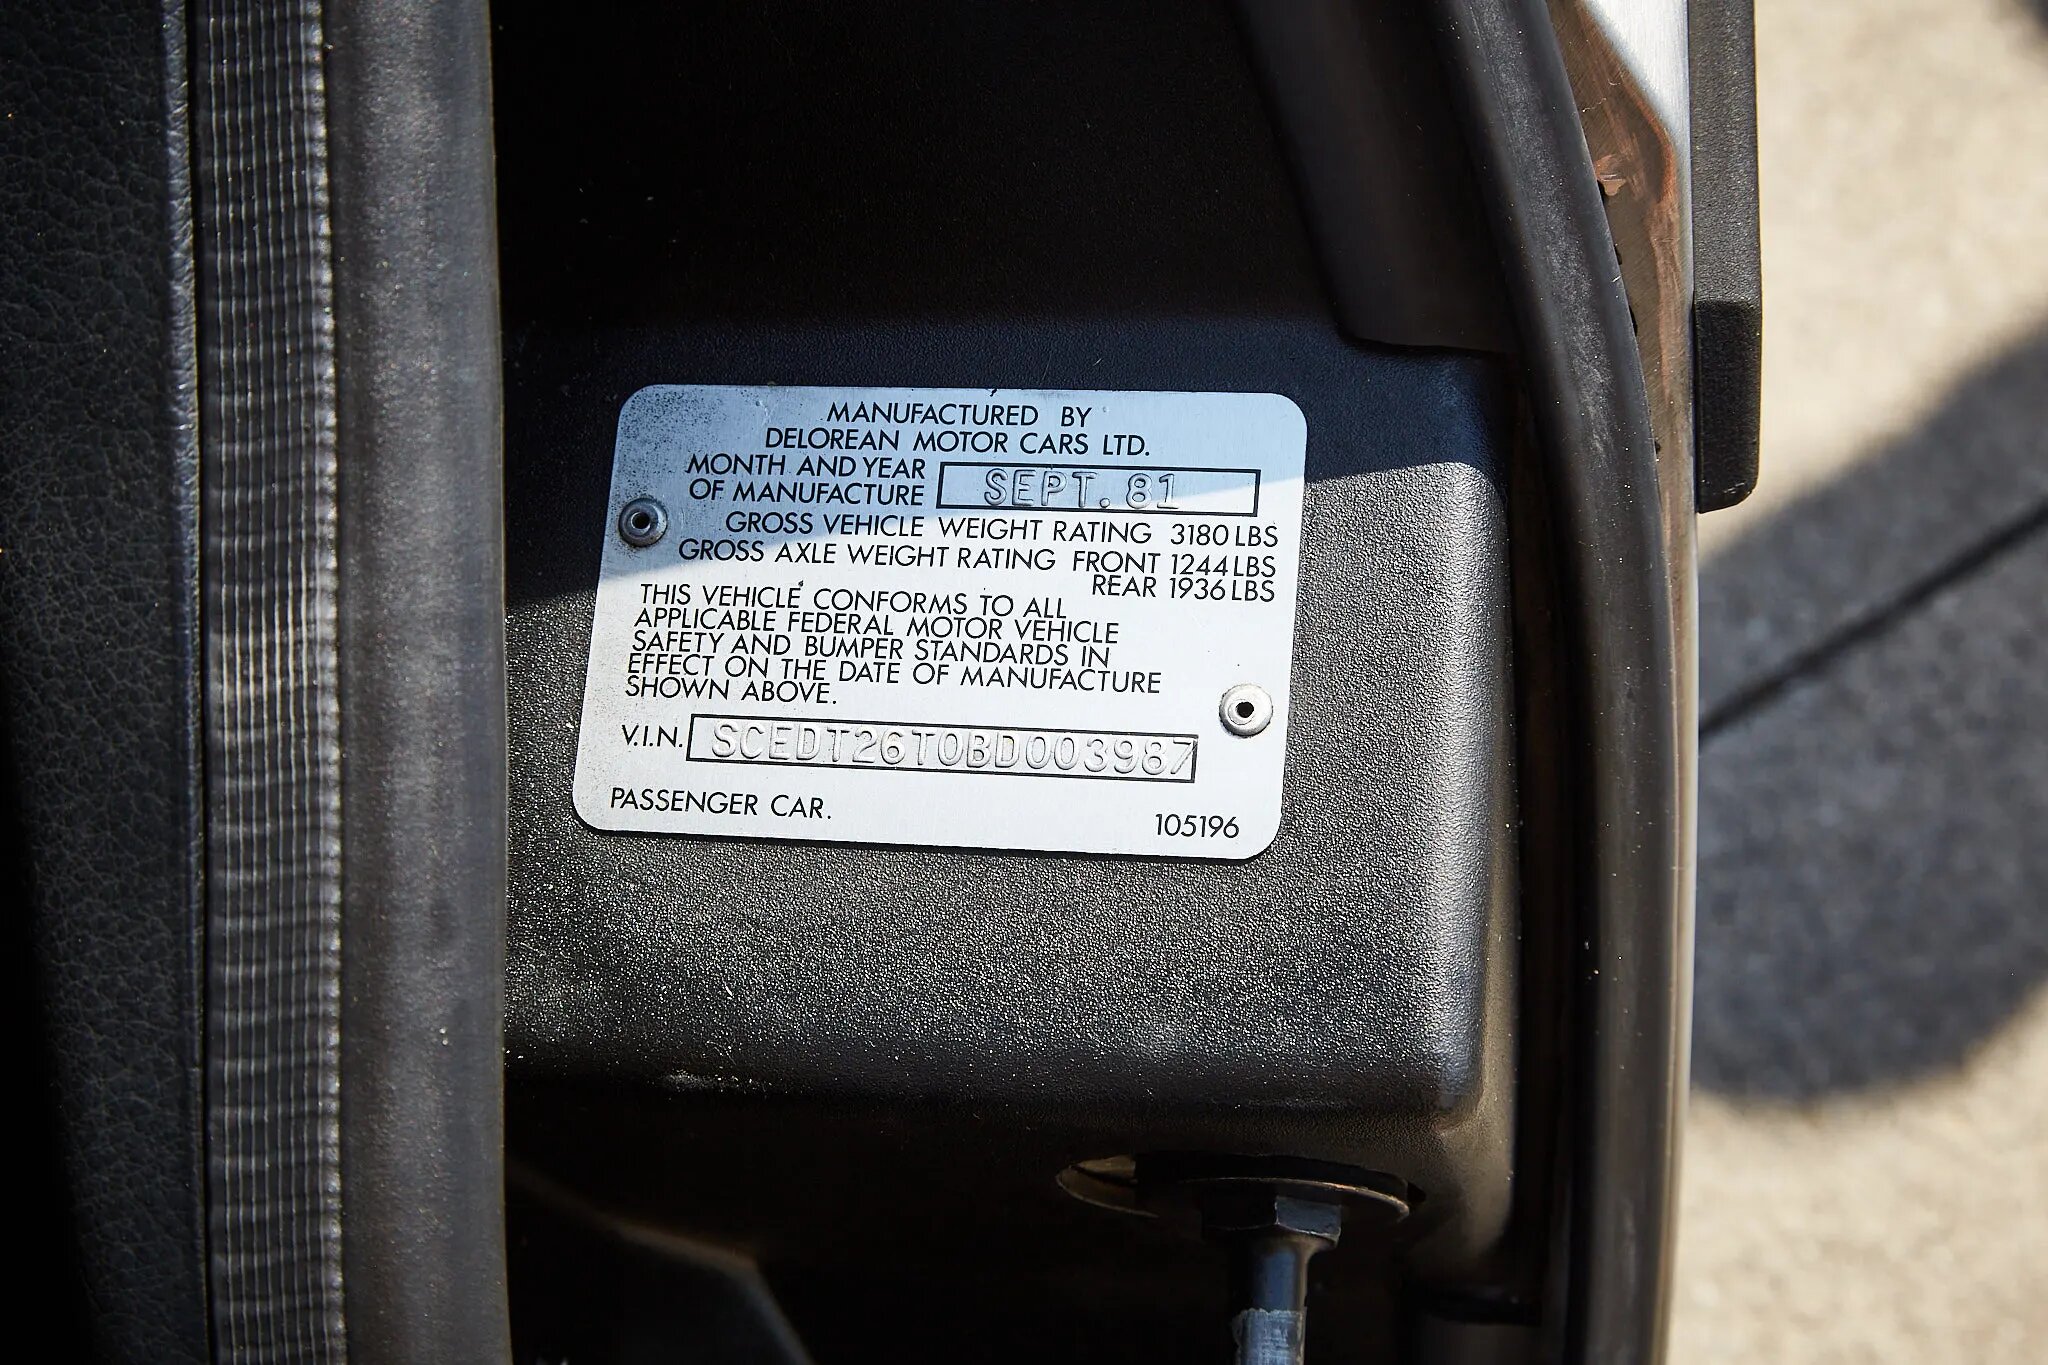 MANUFACTURED BY
DELOREAN MOTOR CARS LTD.
MONTH AND YEAR
OF MANUFACTURE SEPT. 81
GROSS VEHICLE WEIGHT RATING 3180 LBS
GROSS AXLE WEIGHT RATING FRONT 1244 LBS
REAR 1936 LBS
THIS VEHICLE CONFORMS TO ALL
APPLICABLE FEDERAL MOTOR VEHICLE
SAFETY AND BUMPER STANDARDS IN
EFFECT ON THE DATE OF MANUFACTURE
SHOWN ABOVE.
V.I.N. SCEDT26T0BD003987
PASSENGER CAR. 105196